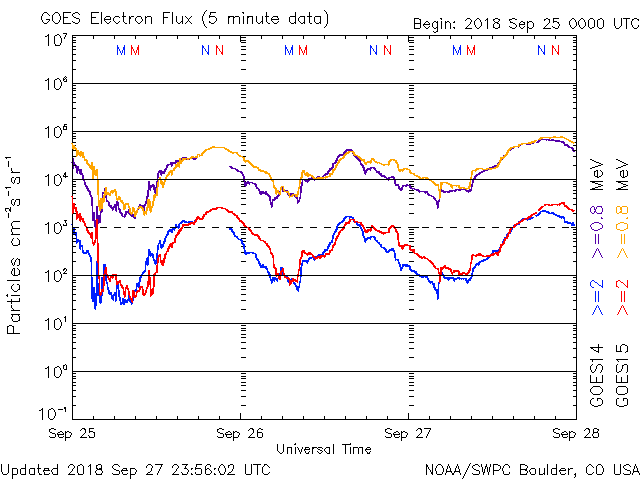 GOES Electron Flux (5 minute data)
Begin: 2018 Sep 25 0000 UTC
10⁷
M M N N M M N N M M N N
10⁶
10⁵
10⁴
10³
10²
10¹
10⁰
10⁻¹
Particles cm⁻²s⁻¹sr⁻¹
Sep 25 Sep 26 Sep 27 Sep 28
Universal Time
GOES14 >=2 >=0.8 MeV
GOES15 >=2 >=0.8 MeV
Updated 2018 Sep 27 23:56:02 UTC
NOAA/SWPC Boulder, CO USA